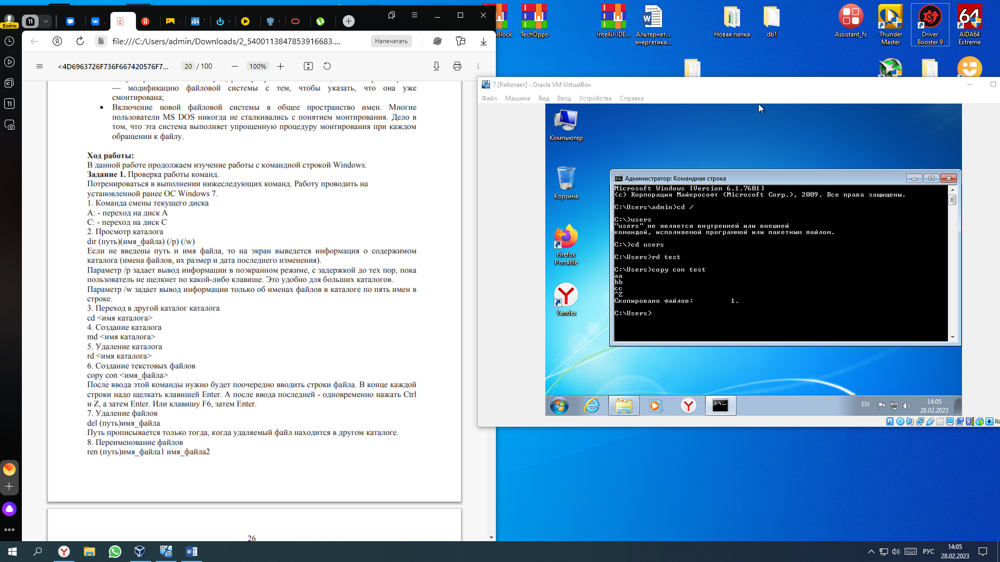 Войти
11
11
file:///C:/Users/admin/Downloads/2_5400113847853916683....
Напечатать
<4D6963726F736F667420576F7...
20 / 100
100%
— модификацию файловой системы с тем, чтобы указать, что она уже
смонтирована;
• Включение новой файловой системы в общее пространство имен. Многие
пользователи MS DOS никогда не сталкивались с понятием монтирования. Дело в
том, что эта система выполняет упрощенную процедуру монтирования при каждом
обращении к файлу.
Ход работы:
В данной работе продолжаем изучение работы с командной строкой Windows.
Задание 1. Проверка работы команд.
Потренироваться в выполнении нижеследующих команд. Работу проводить на
установленной ранее ОС Windows 7.
1. Команда смены текущего диска
A: - переход на диск A
C: - переход на диск C
2. Просмотр каталога
dir (путь)(имя_файла) (/p) (/w)
Если не введены путь и имя файла, то на экран выведется информация о содержимом
каталога (имена файлов, их размер и дата последнего изменения).
Параметр /p задает вывод информации в поэкранном режиме, с задержкой до тех пор, пока
пользователь не щелкнет по какой-либо клавише. Это удобно для больших каталогов.
Параметр /w задает вывод информации только об именах файлов в каталоге по пять имен в
строке.
3. Переход в другой каталог каталога
cd <имя каталога>
4. Создание каталога
md <имя каталога>
5. Удаление каталога
rd <имя каталога>
6. Создание текстовых файлов
copy con <имя_файла>
После ввода этой команды нужно будет поочередно вводить строки файла. В конце каждой
строки надо щелкать клавишей Enter. А после ввода последней - одновременно нажать Ctrl
и Z, а затем Enter. Или клавишу F6, затем Enter.
7. Удаление файлов
del (путь)имя_файла
Путь прописывается только тогда, когда удаляемый файл находится в другом каталоге.
8. Переименование файлов
ren (путь)имя_файла1 имя_файла2
26
Block
TechOppo
IntelliJ-IDE...
Альтернат... энергетика...
Новая папка
db1
Assistant_fs
Thunder Master
Driver Booster 9
64
AIDA64 Extreme
7 [Работает] - Oracle VM VirtualBox
Файл Машина Вид Ввод Устройства Справка
Компьютер
Корзина
Firefox Portable
Yandex
Администратор: Командная строка
Microsoft Windows [Version 6.1.7601]
(c) Корпорация Майкрософт (Microsoft Corp.), 2009. Все права защищены.
C:\Users\admin>cd /
C:\>users
"users" не является внутренней или внешней
командой, исполняемой программой или пакетным файлом.
C:\>cd users
C:\Users>rd test
C:\Users>copy con test
aa
bb
cc
^Z
Скопировано файлов: 1.
C:\Users>
EN
14:05
28.02.2023
Ri
РУС
14:05
28.02.2023